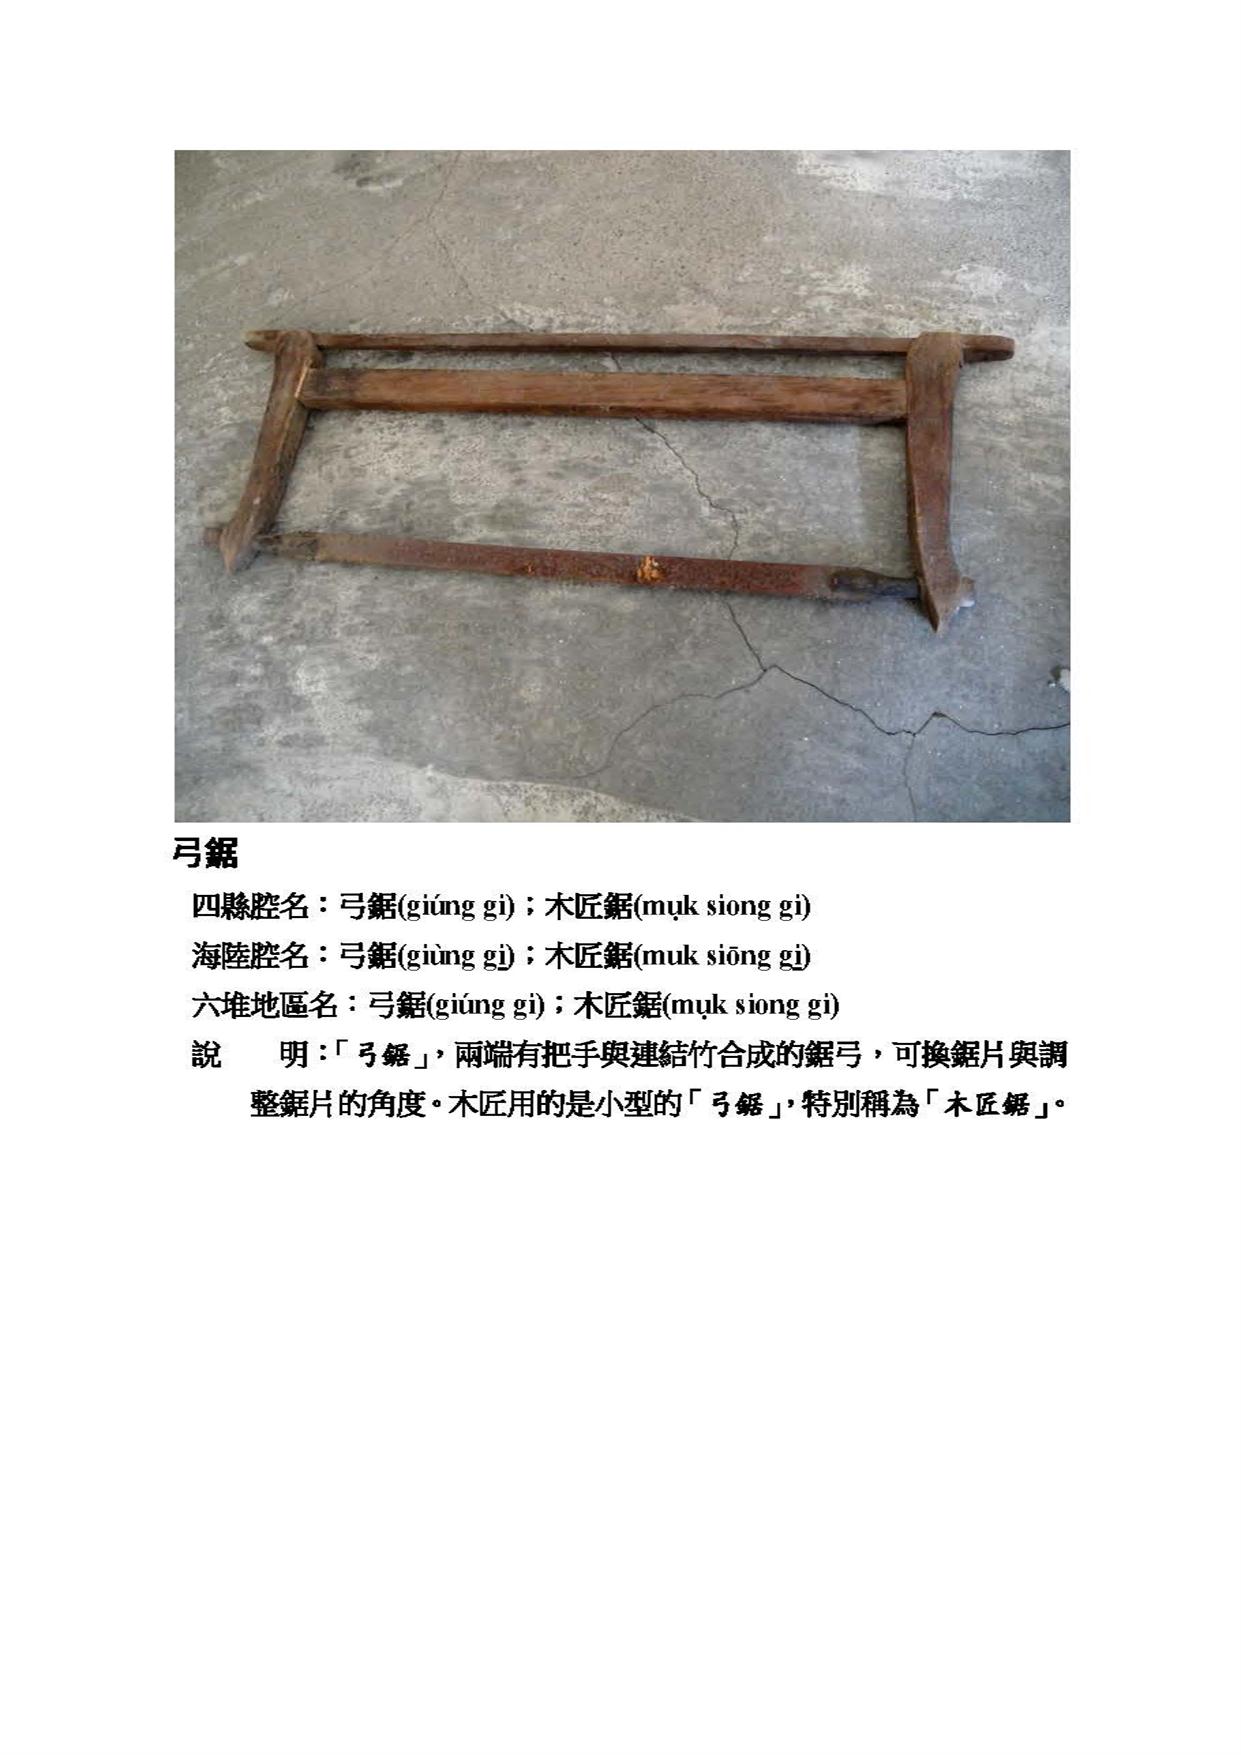 弓鋸
四縣腔名：弓鋸(giúng gi)；木匠鋸(mụk siong gi)
海陸腔名：弓鋸(giùng gi̲)；木匠鋸(muk siōng gi̲)
六堆地區名：弓鋸(giúng gi)；木匠鋸(mụk siong gi)
說　　明：「弓鋸」，兩端有把手與連結竹合成的鋸弓，可換鋸片與調
整鋸片的角度。木匠用的是小型的「弓鋸」，特別稱為「木匠鋸」。